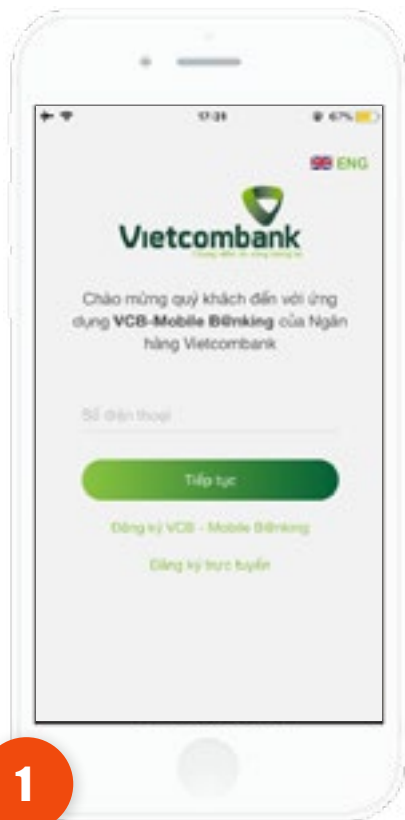 17:31
67%
ENG
Vietcombank
Chào mừng quý khách đến với ứng
dụng VCB-Mobile B@nking của Ngân
hàng Vietcombank
Số điện thoại
Tiếp tục
Đăng ký VCB - Mobile B@nking
Đăng ký trực tuyến
1